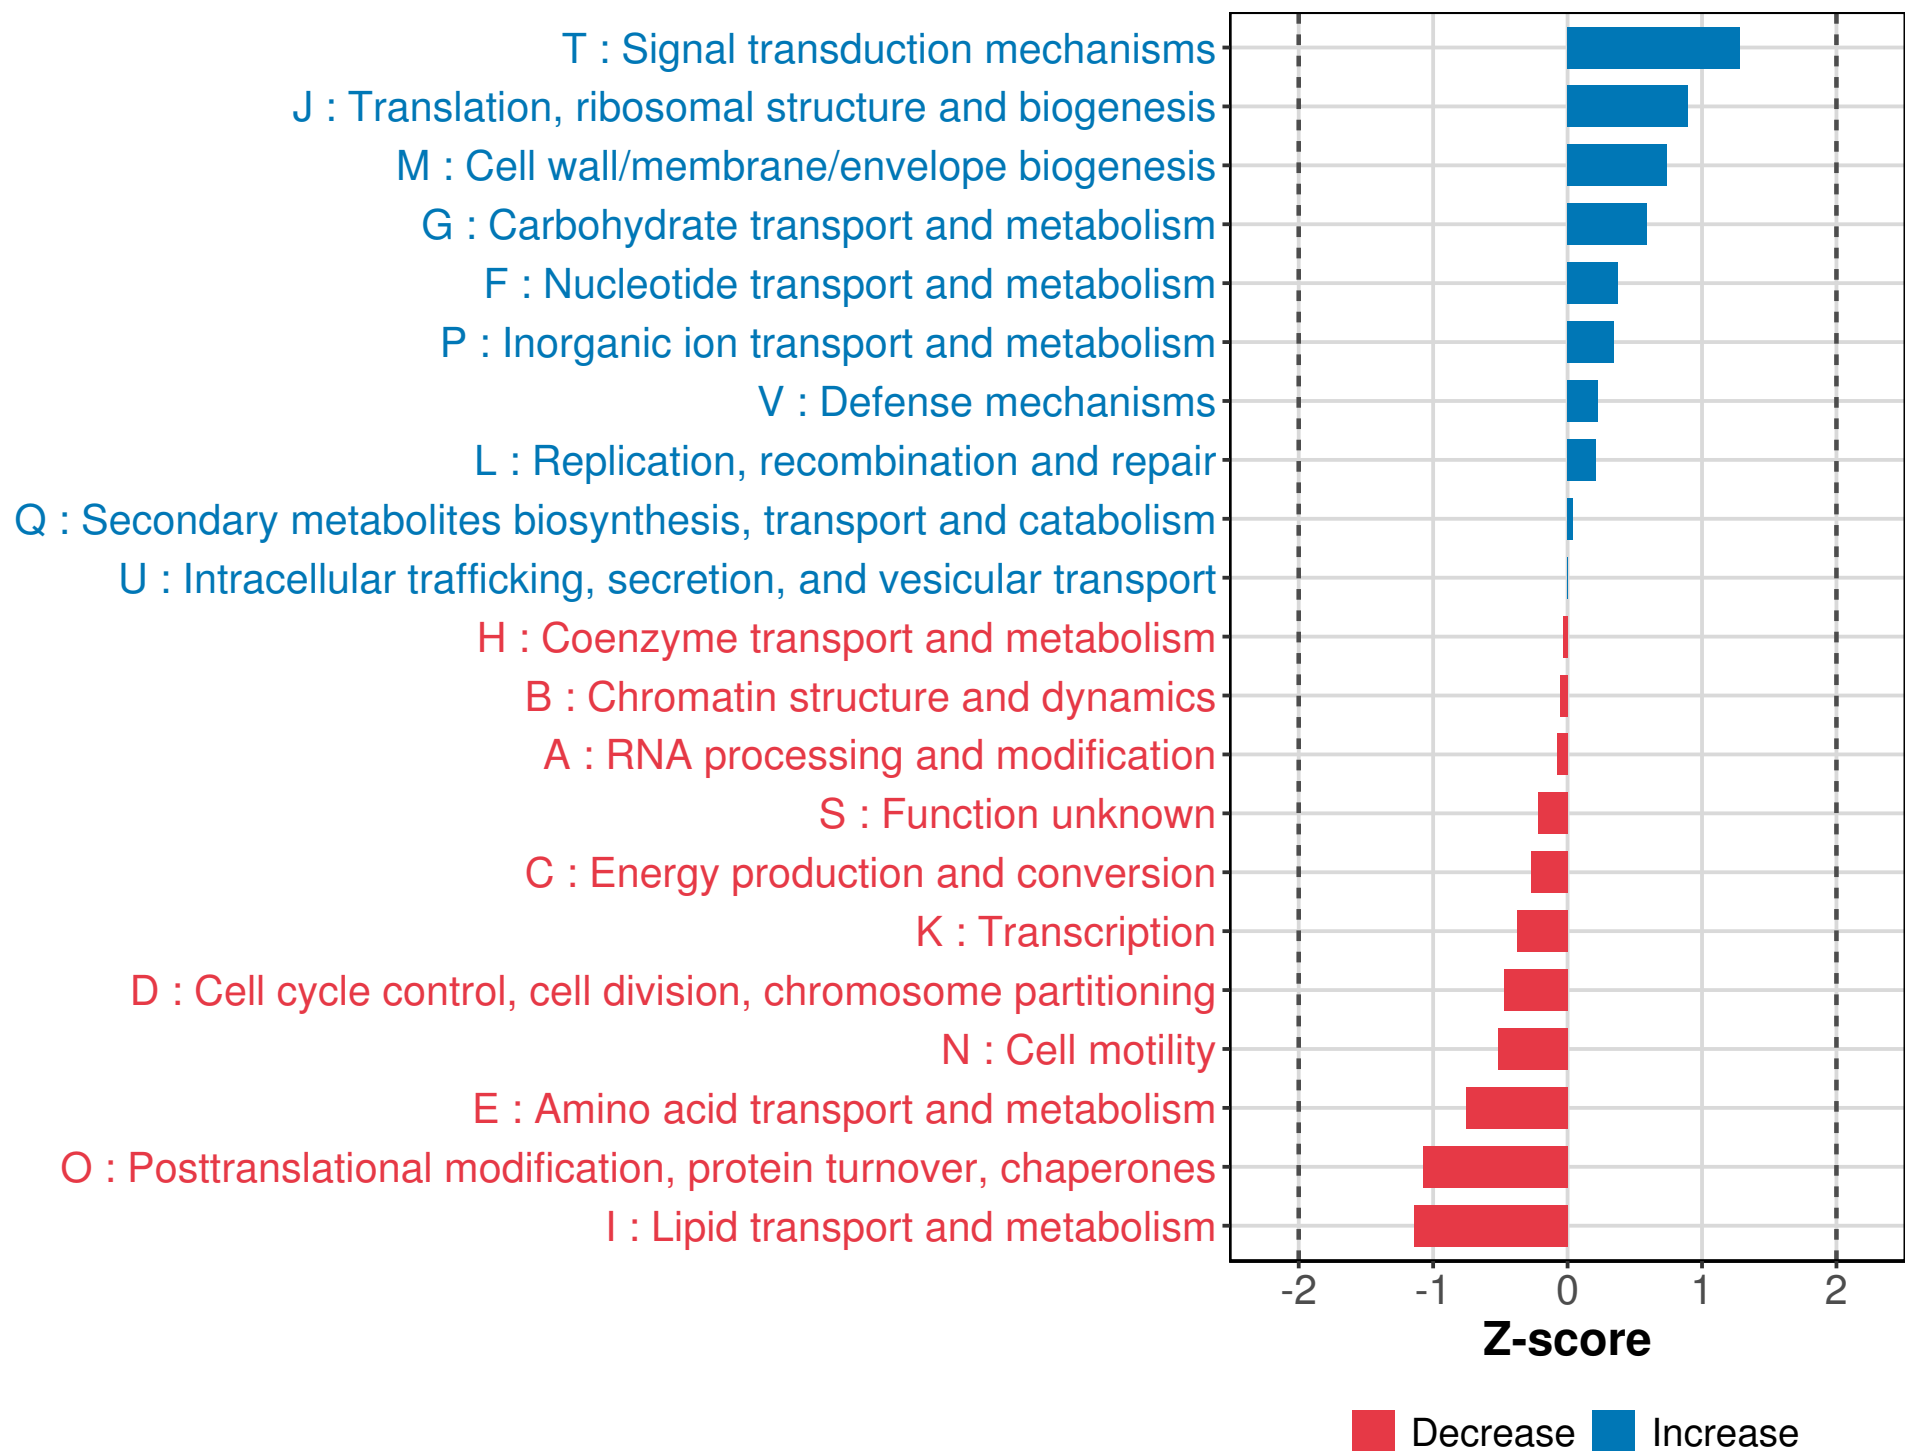 T : Signal transduction mechanisms
J : Translation, ribosomal structure and biogenesis
M : Cell wall/membrane/envelope biogenesis
G : Carbohydrate transport and metabolism
F : Nucleotide transport and metabolism
P : Inorganic ion transport and metabolism
V : Defense mechanisms
L : Replication, recombination and repair
Q : Secondary metabolites biosynthesis, transport and catabolism
U : Intracellular trafficking, secretion, and vesicular transport
H : Coenzyme transport and metabolism
B : Chromatin structure and dynamics
A : RNA processing and modification
S : Function unknown
C : Energy production and conversion
K : Transcription
D : Cell cycle control, cell division, chromosome partitioning
N : Cell motility
E : Amino acid transport and metabolism
O : Posttranslational modification, protein turnover, chaperones
I : Lipid transport and metabolism
-2 -1 0 1 2
Z-score
Decrease Increase